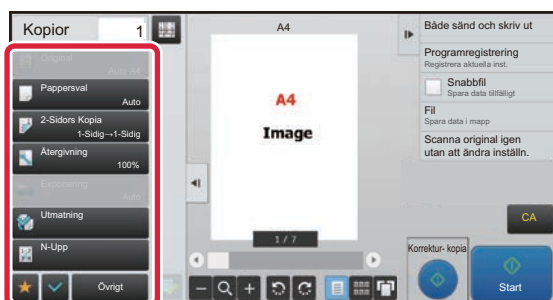 Kopior
1
Original
Auto A4
Pappersval
Auto
2-Sidors Kopia
1-Sidig→1-Sidig
Återgivning
100%
Exponering
Auto
Utmatning
N-Upp
Övrigt
A4
A4
Image
1 / 7
Både sänd och skriv ut
Programregistrering
Registrera aktuella inst.
Snabbfil
Spara data tillfälligt
Fil
Spara data i mapp
Scanna original igen
utan att ändra inställn.
CA
Korrektur- kopia
Start